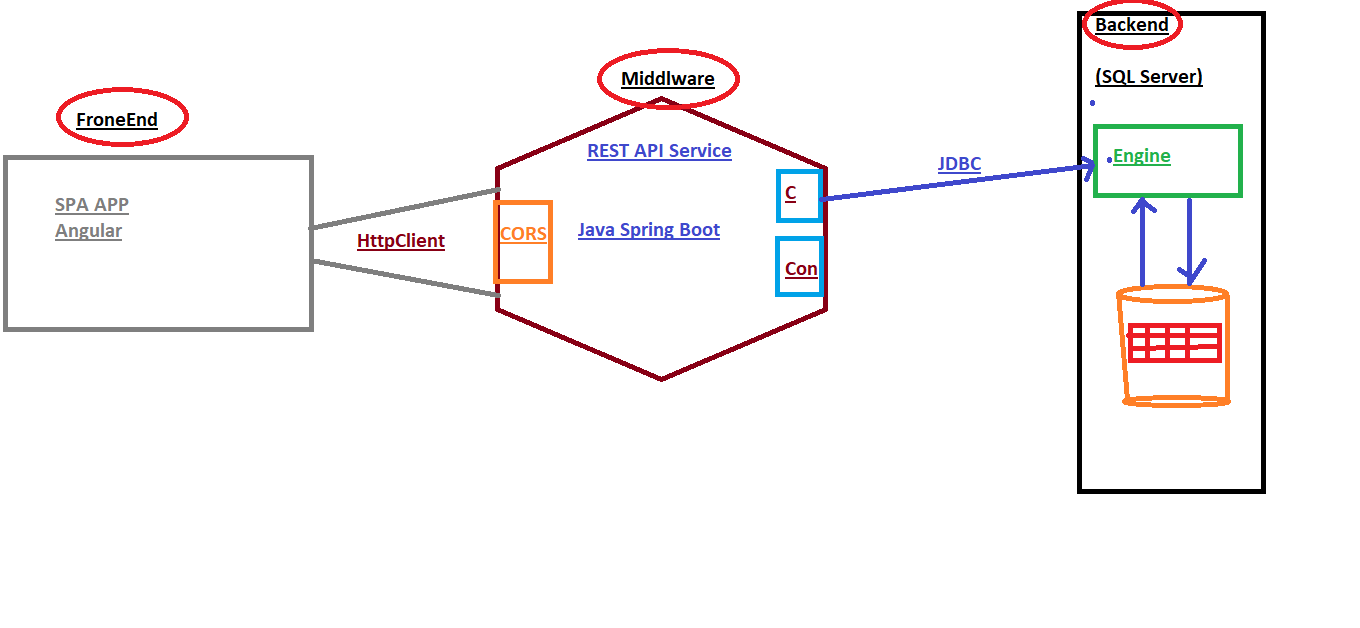 FroneEnd
SPA APP
Angular
HttpClient
Middlware
REST API Service
CORS
Java Spring Boot
C
Con
JDBC
Backend
(SQL Server)
Engine